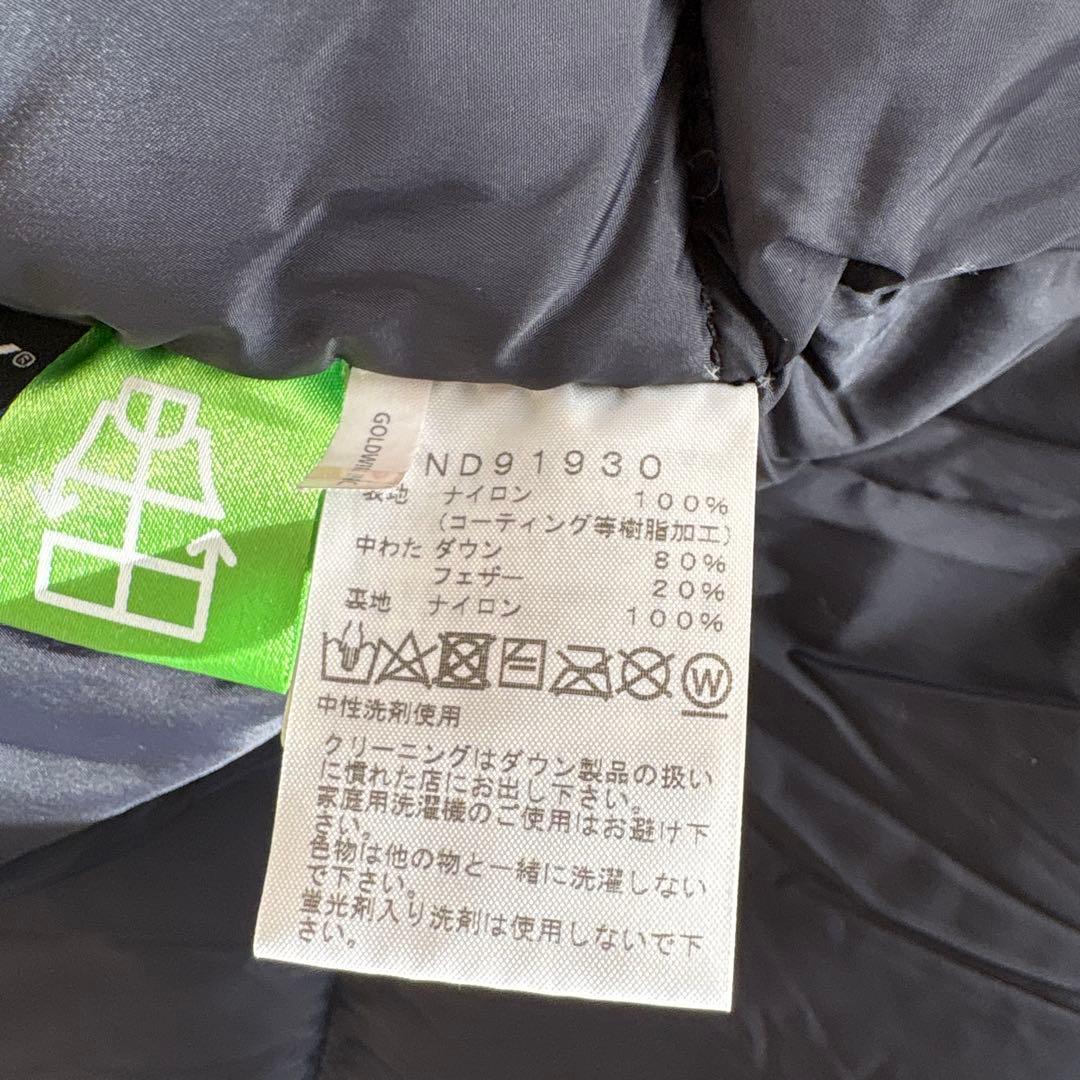 GOLDWIN
ND91930
表地 ナイロン 100%
(コーティング等樹脂加工)
中わた ダウン 80%
フェザー 20%
裏地 ナイロン 100%
W
中性洗剤使用
クリーニングはダウン製品の扱い
に慣れた店にお出し下さい。
家庭用洗濯機のご使用はお避け下
さい。
色物は他の物と一緒に洗濯しない
で下さい。
蛍光剤入り洗剤は使用しないで下
さい。